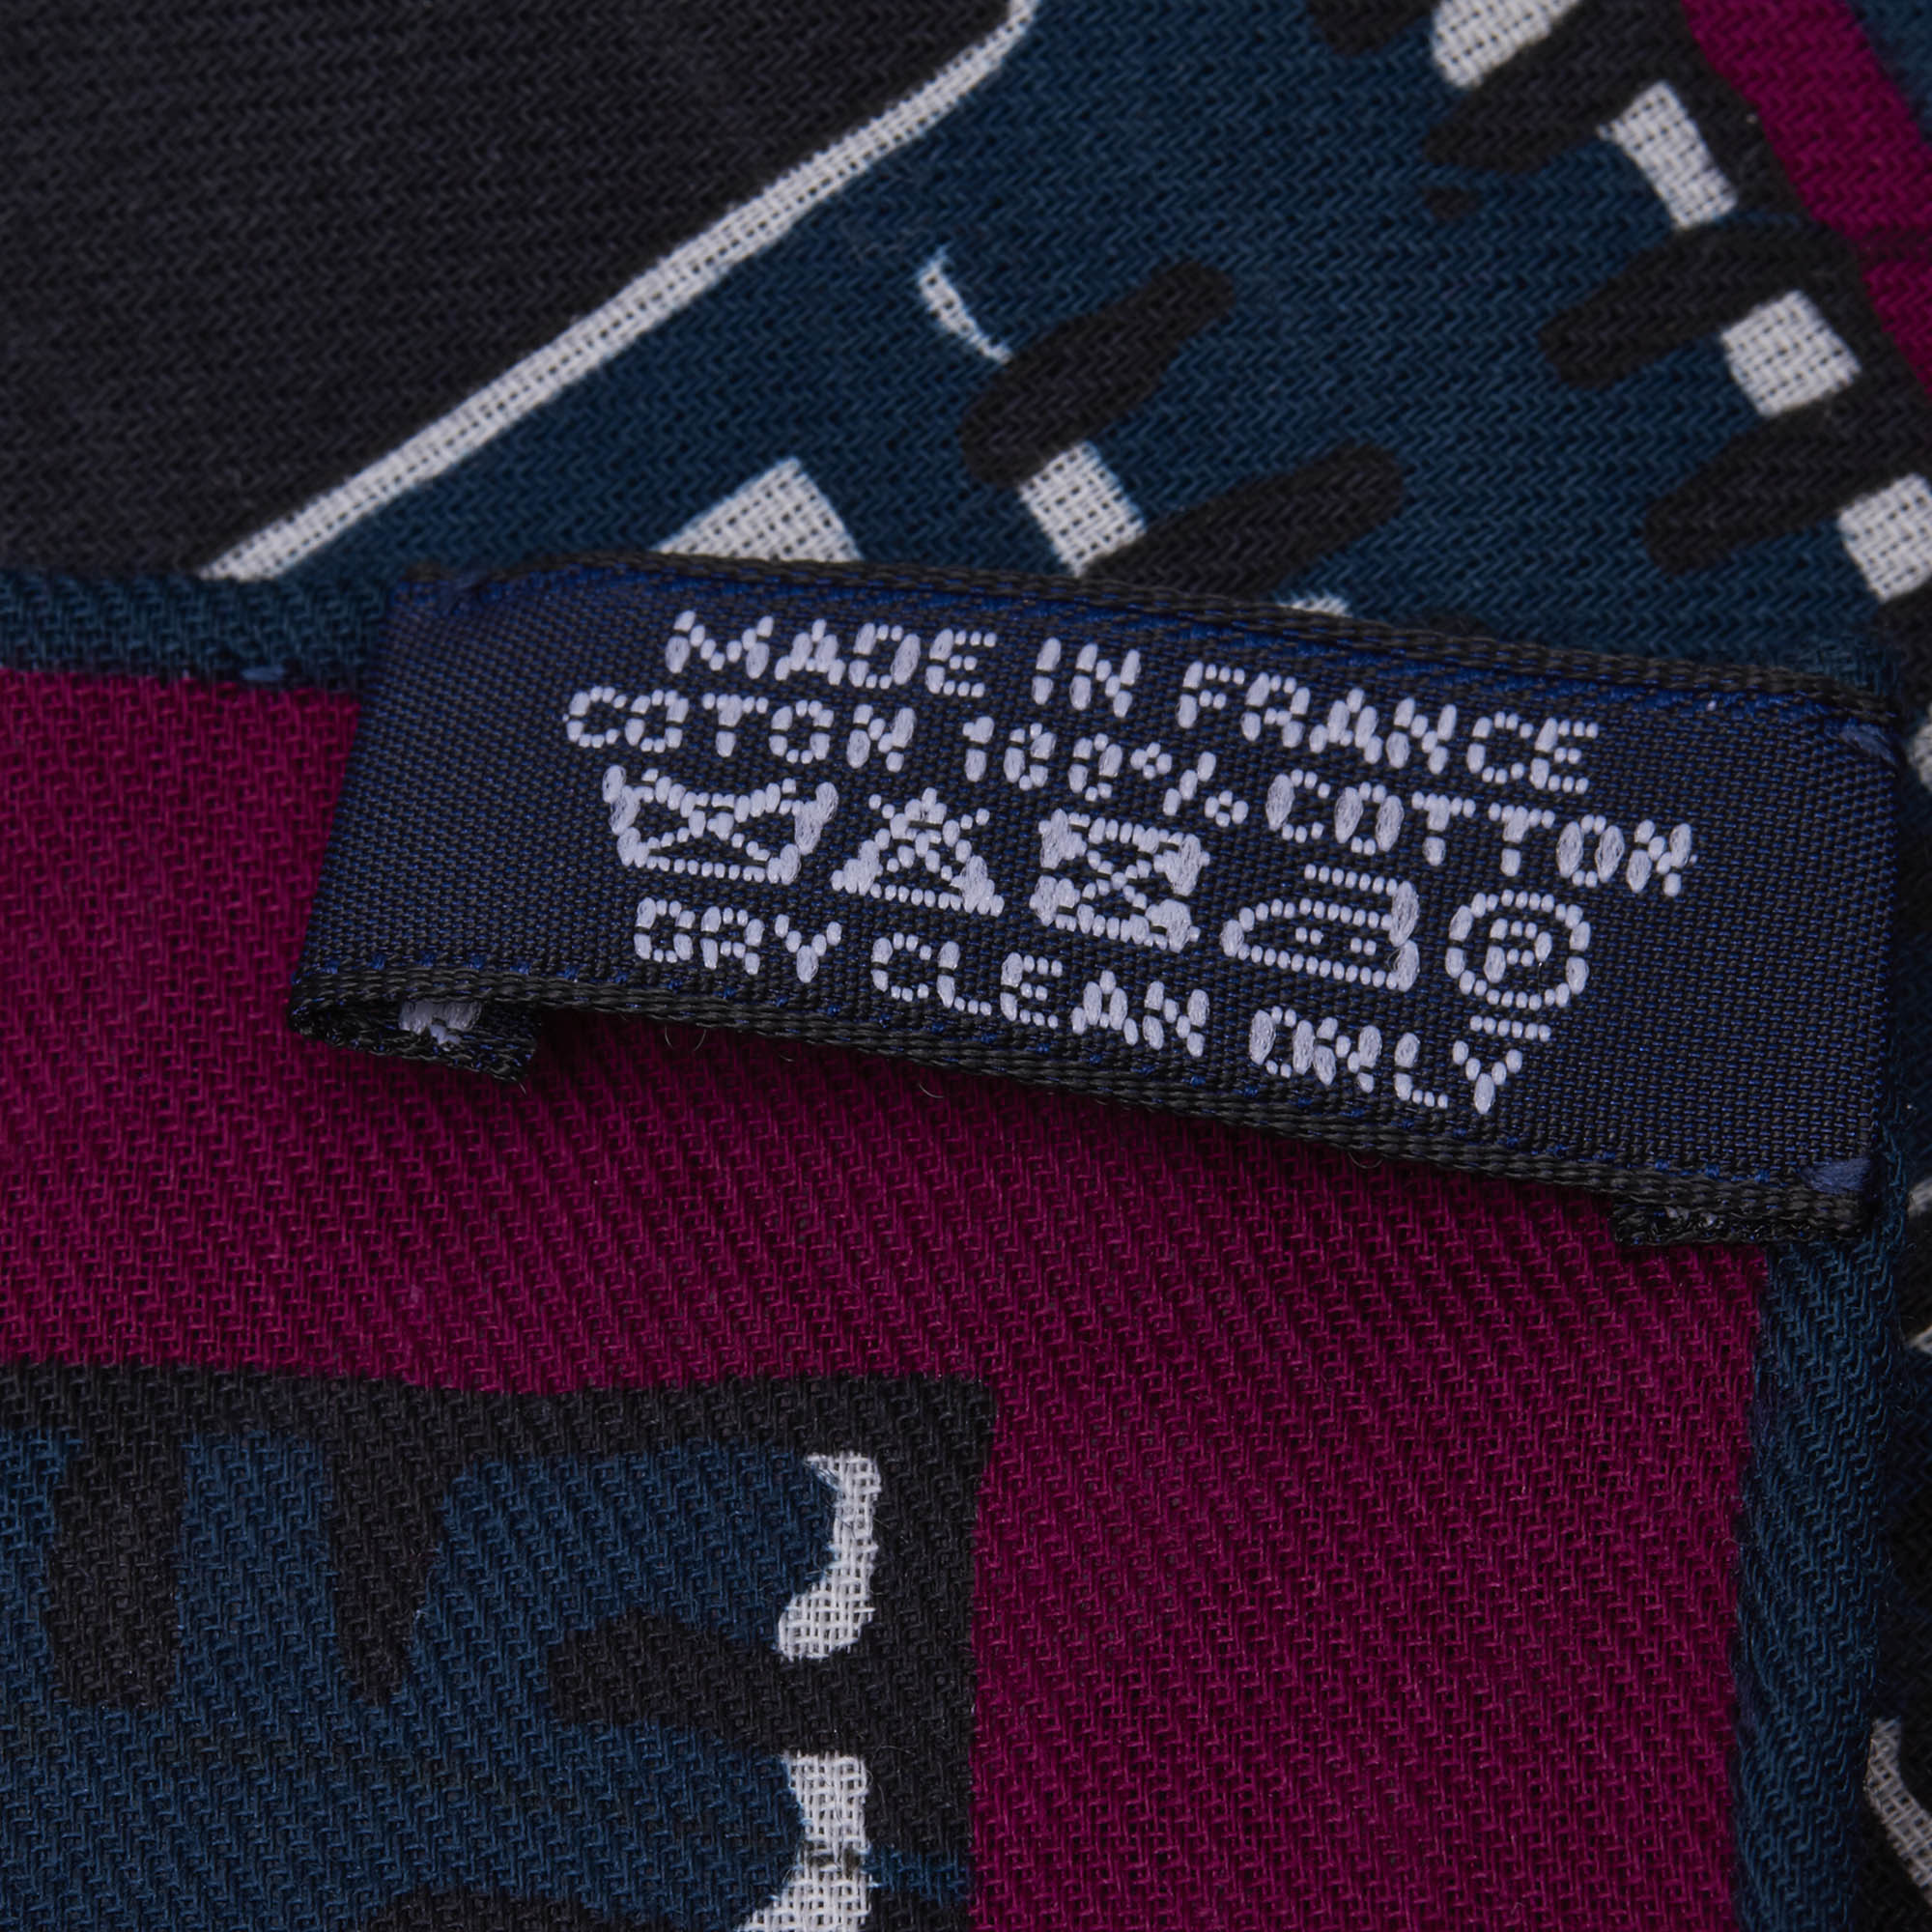 MADE IN FRANCE
COTON 100% COTTON
P
DRY CLEAN ONLY